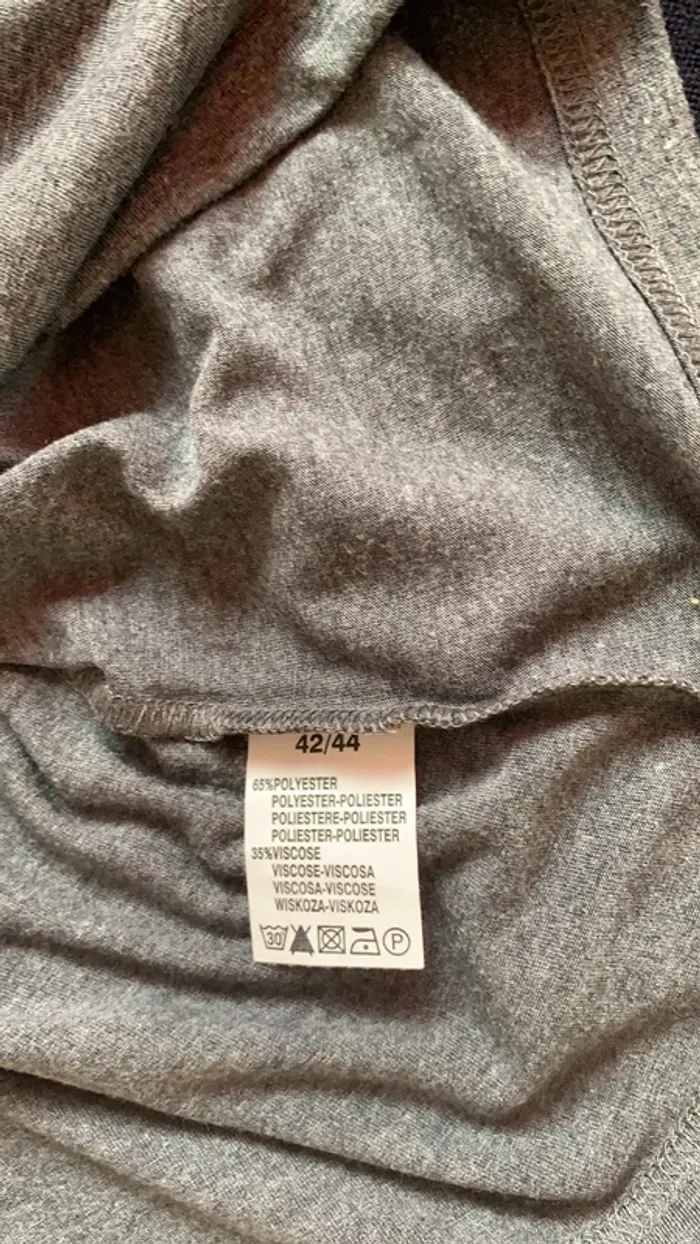 42/44
65%POLYESTER
POLYESTER-POLIESTER
POLIESTERE-POLIESTER
POLIESTER-POLIESTER
35%VISCOSE
VISCOSE-VISCOSA
VISCOSA-VISCOSE
WISKOZA-VISKOZA
30 P